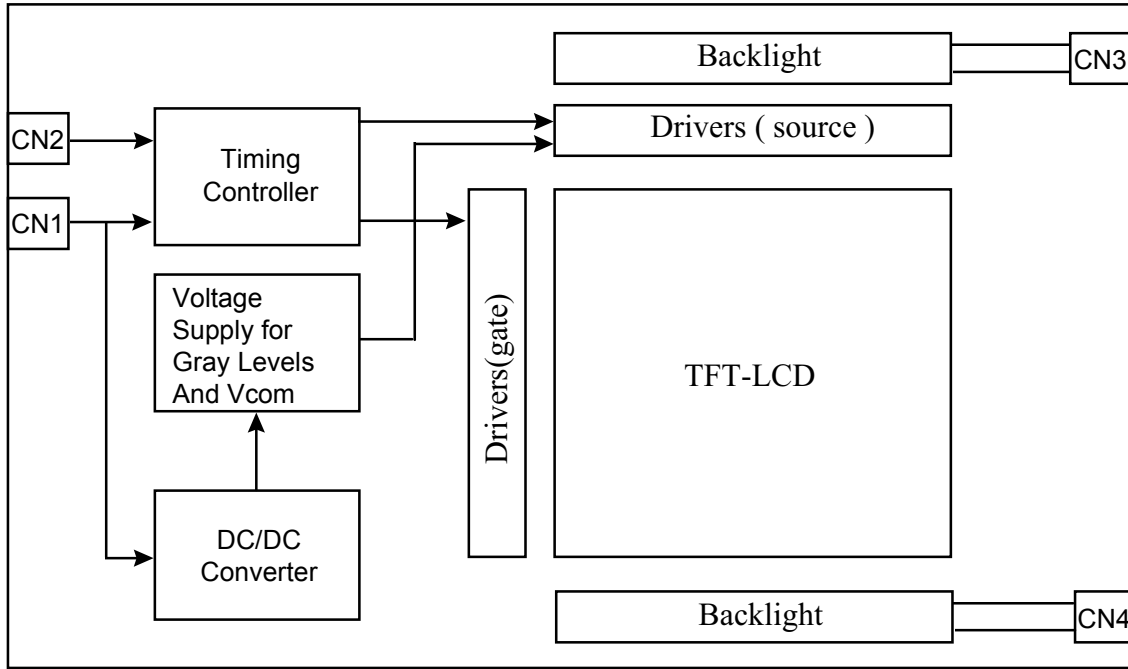 Backlight
CN3
Drivers ( source )
CN2
Timing
Controller
CN1
Voltage
Supply for
Gray Levels
And Vcom
Drivers(gate)
TFT-LCD
DC/DC
Converter
Backlight
CN4